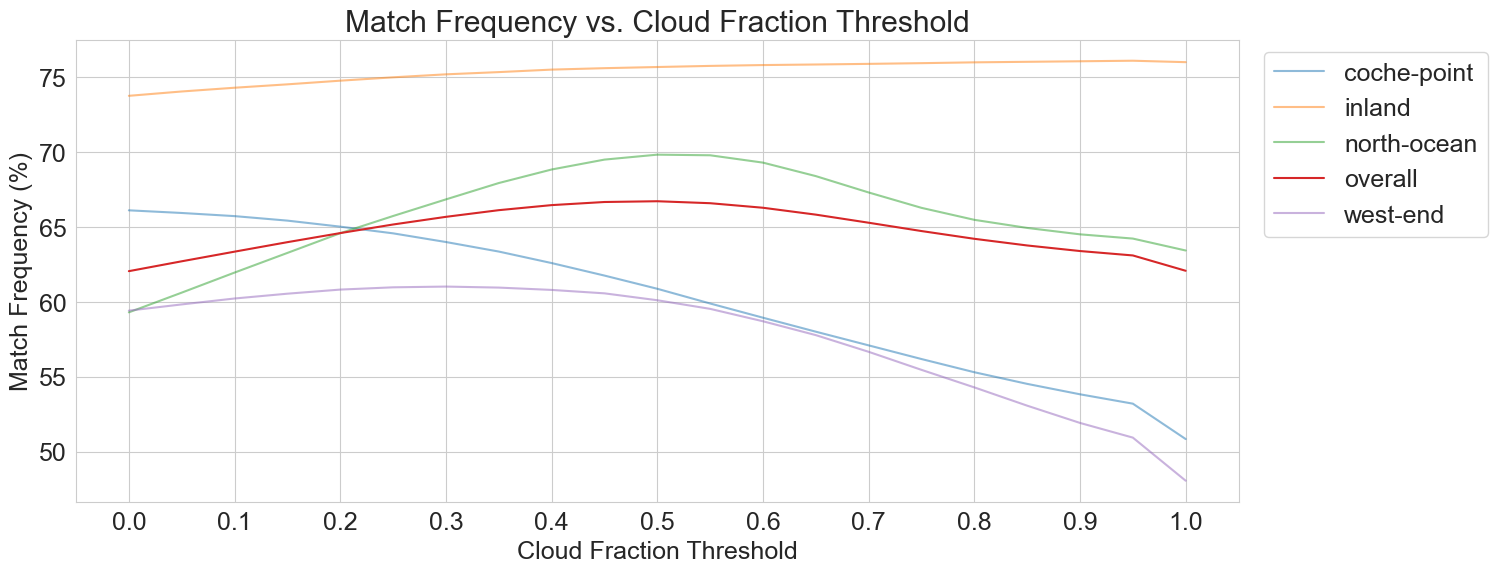 Match Frequency vs. Cloud Fraction Threshold
Match Frequency (%)
75
70
65
60
55
50
0.0 0.1 0.2 0.3 0.4 0.5 0.6 0.7 0.8 0.9 1.0
Cloud Fraction Threshold
coche-point
inland
north-ocean
overall
west-end